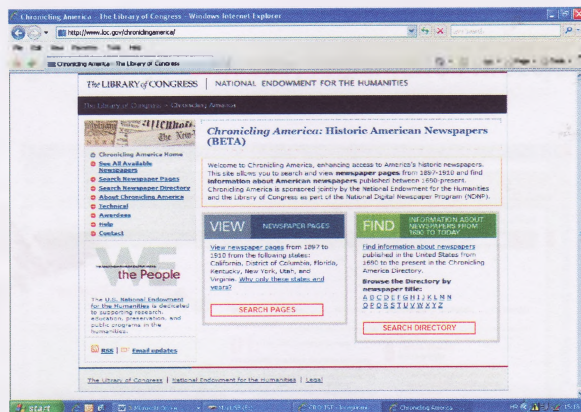 Chronicling America - The Library of Congress - Windows Internet Explorer
http://www.loc.gov/chroniclingamerica/
Chronicling America - The Library of Congress
The LIBRARY of CONGRESS | NATIONAL ENDOWMENT FOR THE HUMANITIES
The Library of Congress > Chronicling America
Chronicling America Home
See All Available
Newspapers
Search Newspaper Pages
Search Newspaper Directory
About Chronicling America
Technical
Awardees
Help
Contact
WE
the People
The U.S. National Endowment
for the Humanities is dedicated
to supporting research,
education, preservation, and
public programs in the
humanities.
RSS | Email updates
Chronicling America: Historic American Newspapers
(BETA)
Welcome to Chronicling America, enhancing access to America's historic newspapers.
This site allows you to search and view newspaper pages from 1897-1910 and find
information about American newspapers published between 1690-present.
Chronicling America is sponsored jointly by the National Endowment for the Humanities
and the Library of Congress as part of the National Digital Newspaper Program (NDNP).
VIEW NEWSPAPER PAGES
View newspaper pages from 1897 to
1910 from the following states:
California, District of Columbia, Florida,
Kentucky, New York, Utah, and
Virginia. Why only these states and
years?
SEARCH PAGES
FIND INFORMATION ABOUT
NEWSPAPERS FROM
1690 TO TODAY
Find information about newspapers
published in the United States from
1690 to the present in the Chronicling
America Directory.
Browse the Directory by
newspaper title:
A B C D E F G H I J K L M N
O P Q R S T U V W X Y Z
SEARCH DIRECTORY
The Library of Congress | National Endowment for the Humanities | Legal
start